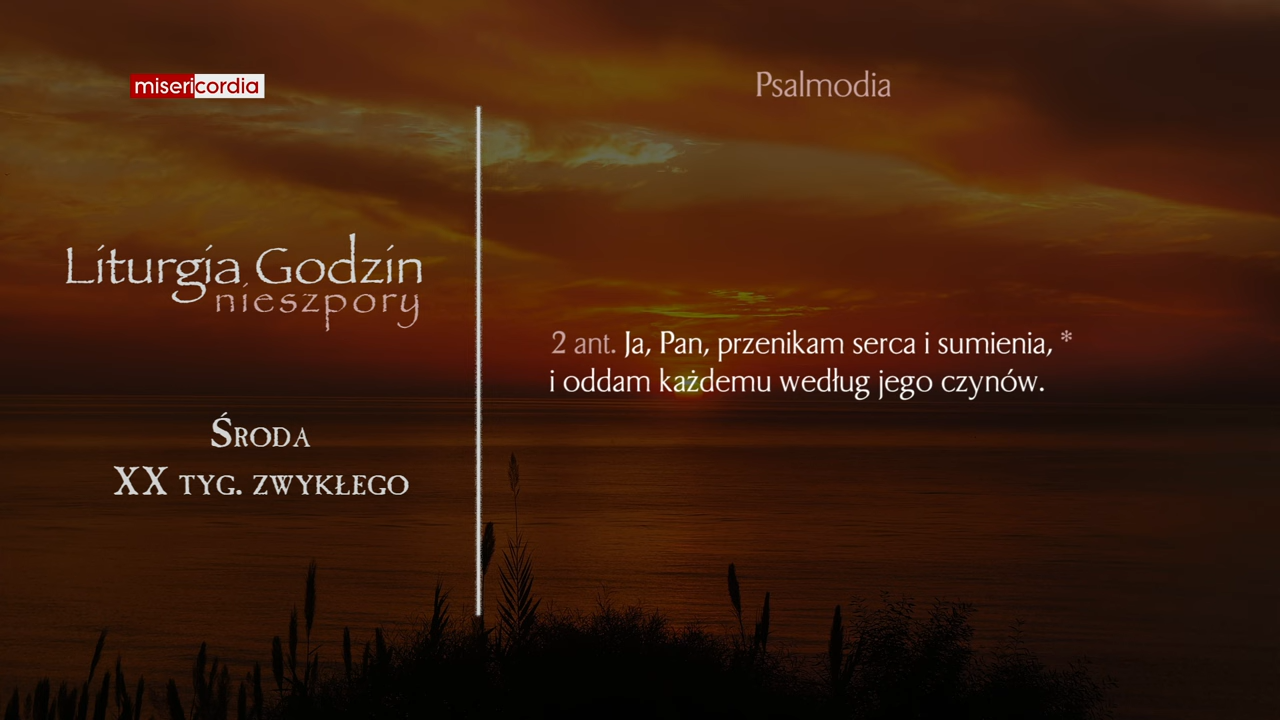 misericordia
Psalmodia
Liturgia Godzin
nieszpory
2 ant. Ja, Pan, przenikam serca i sumienia, *
i oddam każdemu według jego czynów.
Środa
XX tyg. zwykłego